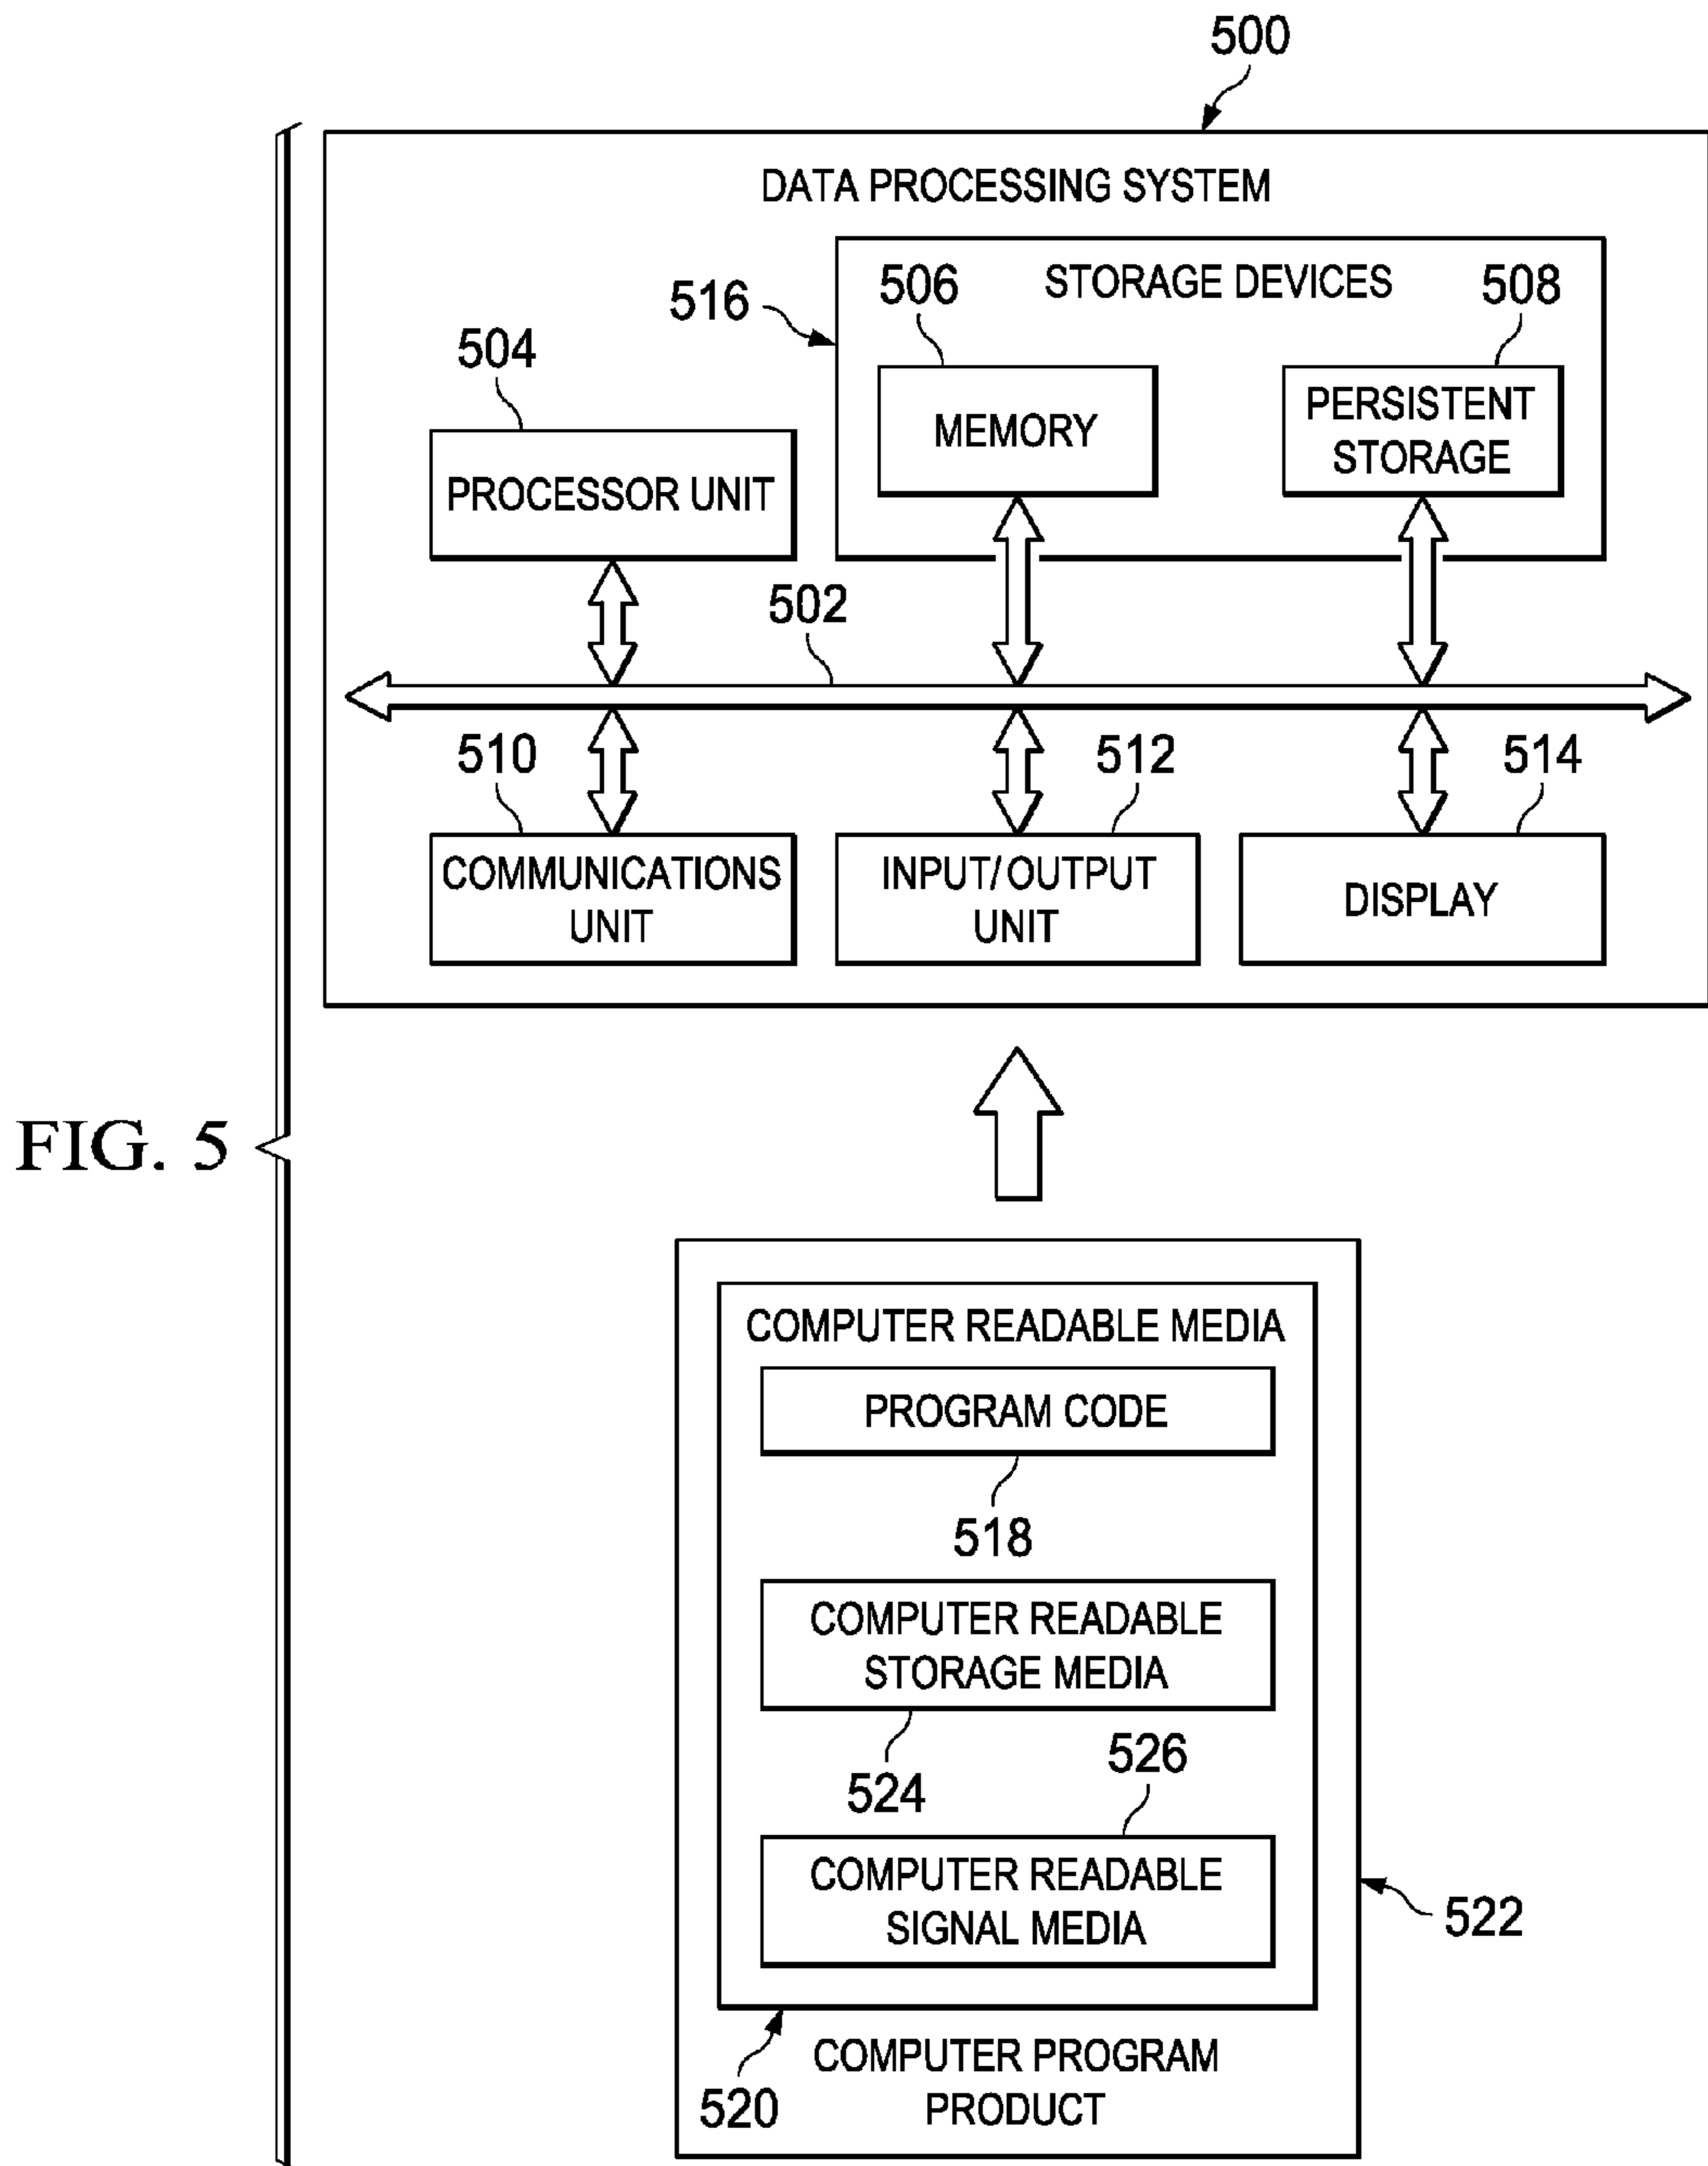 500
DATA PROCESSING SYSTEM
516
506
STORAGE DEVICES
508
504
MEMORY
PERSISTENT
STORAGE
PROCESSOR UNIT
502
510
512
514
COMMUNICATIONS
UNIT
INPUT/OUTPUT
UNIT
DISPLAY
FIG. 5
COMPUTER READABLE MEDIA
PROGRAM CODE
518
COMPUTER READABLE
STORAGE MEDIA
524
526
COMPUTER READABLE
SIGNAL MEDIA
522
520
COMPUTER PROGRAM
PRODUCT